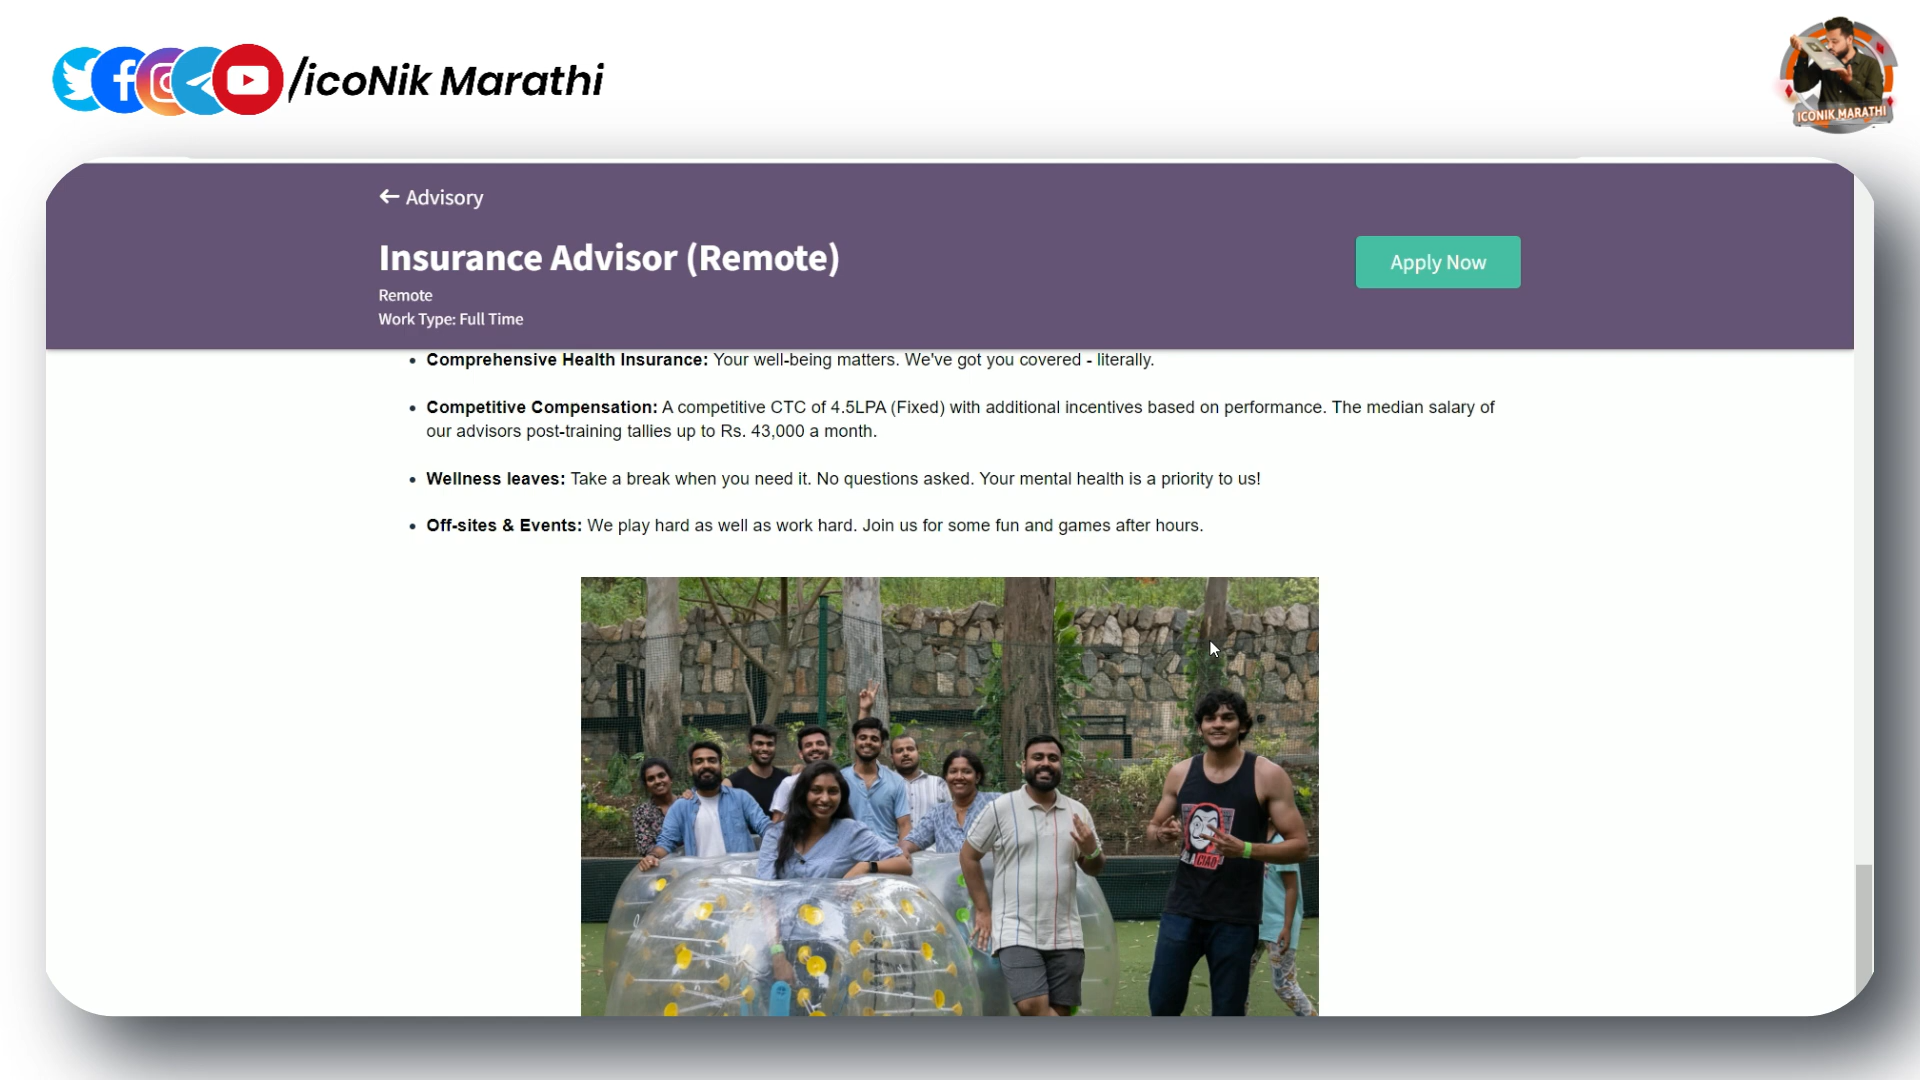 /icoNik Marathi
ICONIK MARATHI
← Advisory
Insurance Advisor (Remote)
Remote
Work Type: Full Time
Apply Now
• Comprehensive Health Insurance: Your well-being matters. We've got you covered - literally.
• Competitive Compensation: A competitive CTC of 4.5LPA (Fixed) with additional incentives based on performance. The median salary of
our advisors post-training tallies up to Rs. 43,000 a month.
• Wellness leaves: Take a break when you need it. No questions asked. Your mental health is a priority to us!
• Off-sites & Events: We play hard as well as work hard. Join us for some fun and games after hours.
CIAO